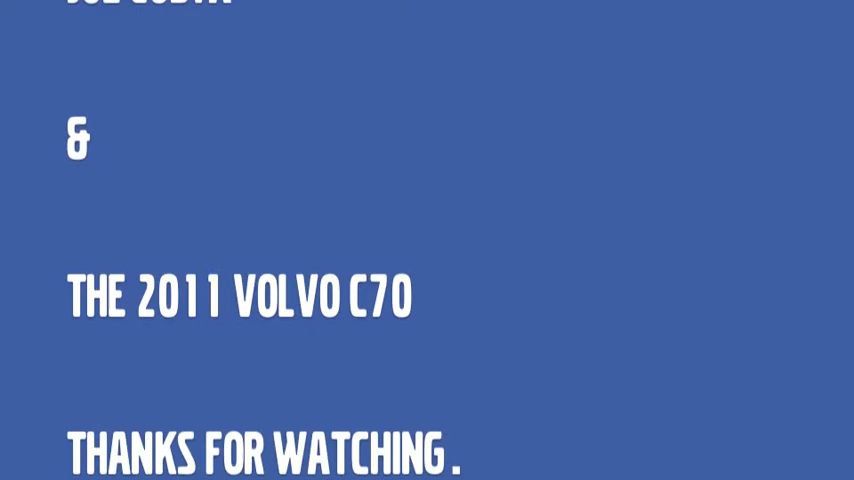 &
THE 2011 VOLVO C70
THANKS FOR WATCHING.